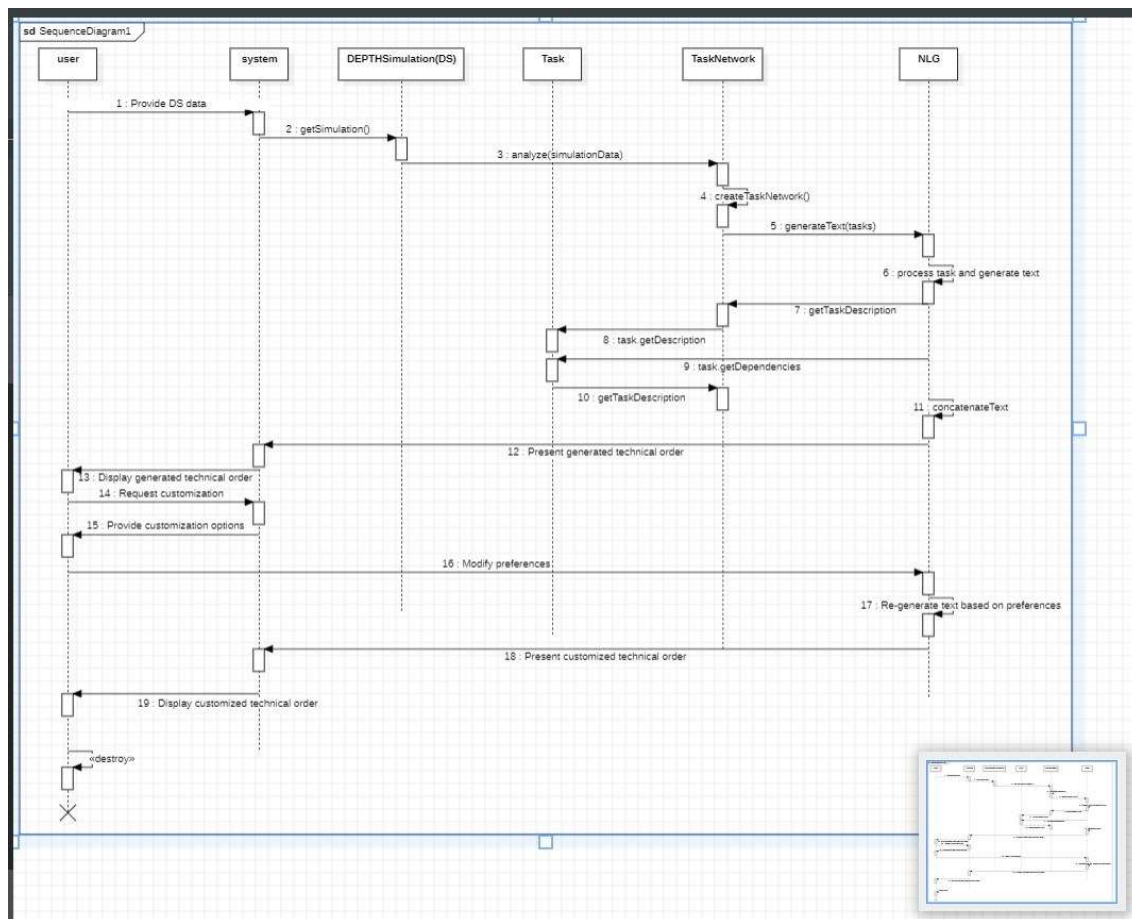 sd SequenceDiagram1
user
system
DEPTHSimulation(DS)
Task
TaskNetwork
NLG
1 : Provide DS data
2 : getSimulation()
3 : analyze(simulationData)
4 : createTaskNetwork()
5 : generateText(tasks)
6 : process task and generate text
7 : getTaskDescription
8 : task.getDescription
9 : task.getDependencies
10 : getTaskDescription
11 : concatenateText
12 : Present generated technical order
13 : Display generated technical order
14 : Request customization
15 : Provide customization options
16 : Modify preferences
17 : Re-generate text based on preferences
18 : Present customized technical order
19 : Display customized technical order
«destroy»